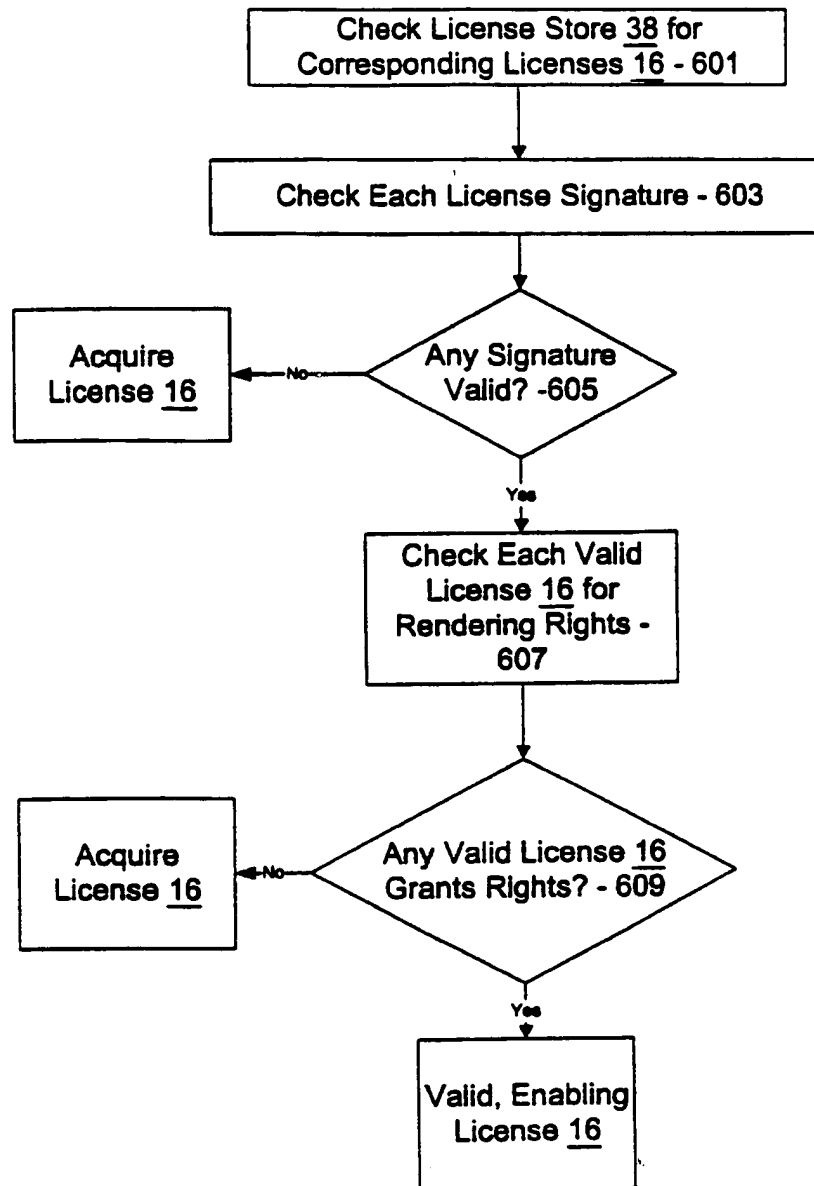 Check License Store 38 for
Corresponding Licenses 16 - 601
Check Each License Signature - 603
Acquire
License 16
No
Any Signature
Valid? -605
Yes
Check Each Valid
License 16 for
Rendering Rights -
607
Acquire
License 16
No
Any Valid License 16
Grants Rights? - 609
Yes
Valid, Enabling
License 16